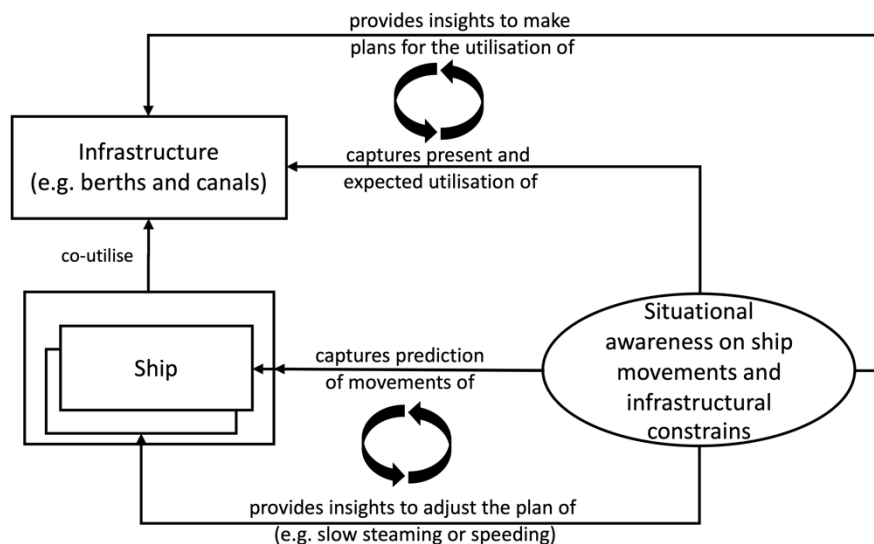 provides insights to make
plans for the utilisation of
Infrastructure
(e.g. berths and canals)
captures present and
expected utilisation of
co-utilise
Ship
captures prediction
of movements of
Situational
awareness on ship
movements and
infrastructural
constrains
provides insights to adjust the plan of
(e.g. slow steaming or speeding)